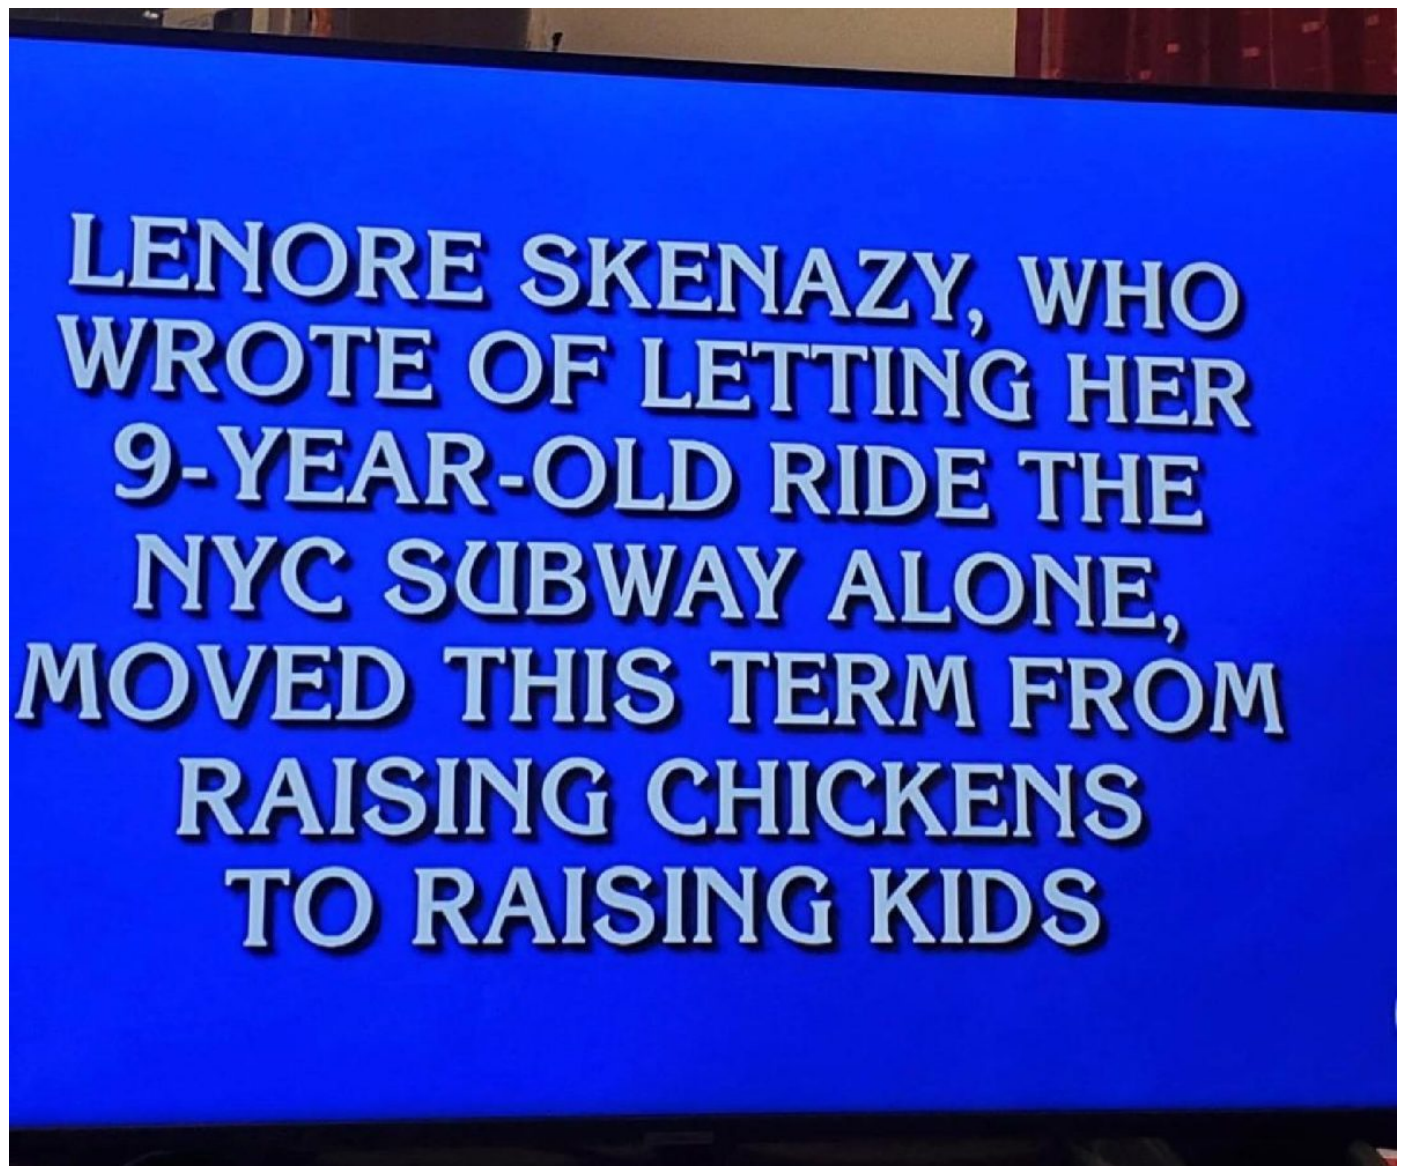 LENORE SKENAZY, WHO
WROTE OF LETTING HER
9-YEAR-OLD RIDE THE
NYC SUBWAY ALONE,
MOVED THIS TERM FROM
RAISING CHICKENS
TO RAISING KIDS